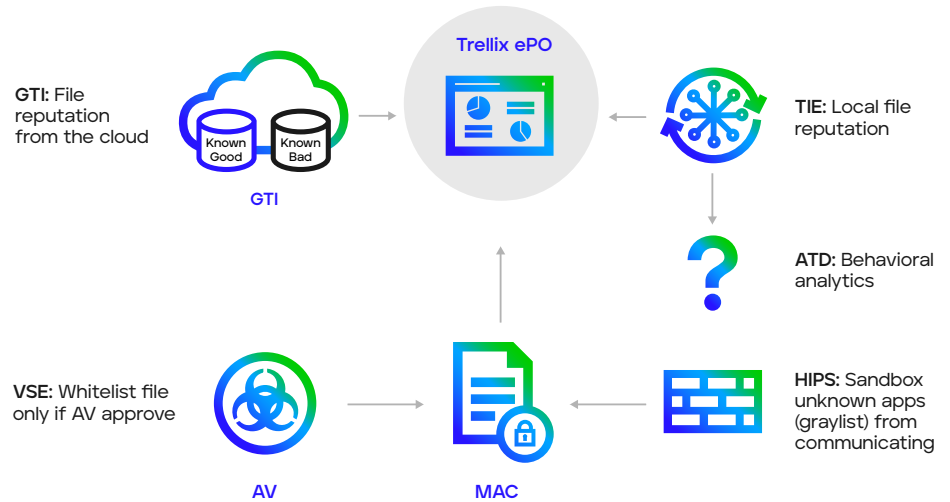 Trellix ePO
GTI: File
reputation
from the cloud
Known
Good
Known
Bad
GTI
TIE: Local file
reputation
ATD: Behavioral
analytics
VSE: Whitelist file
only if AV approve
AV
MAC
HIPS: Sandbox
unknown apps
(graylist) from
communicating